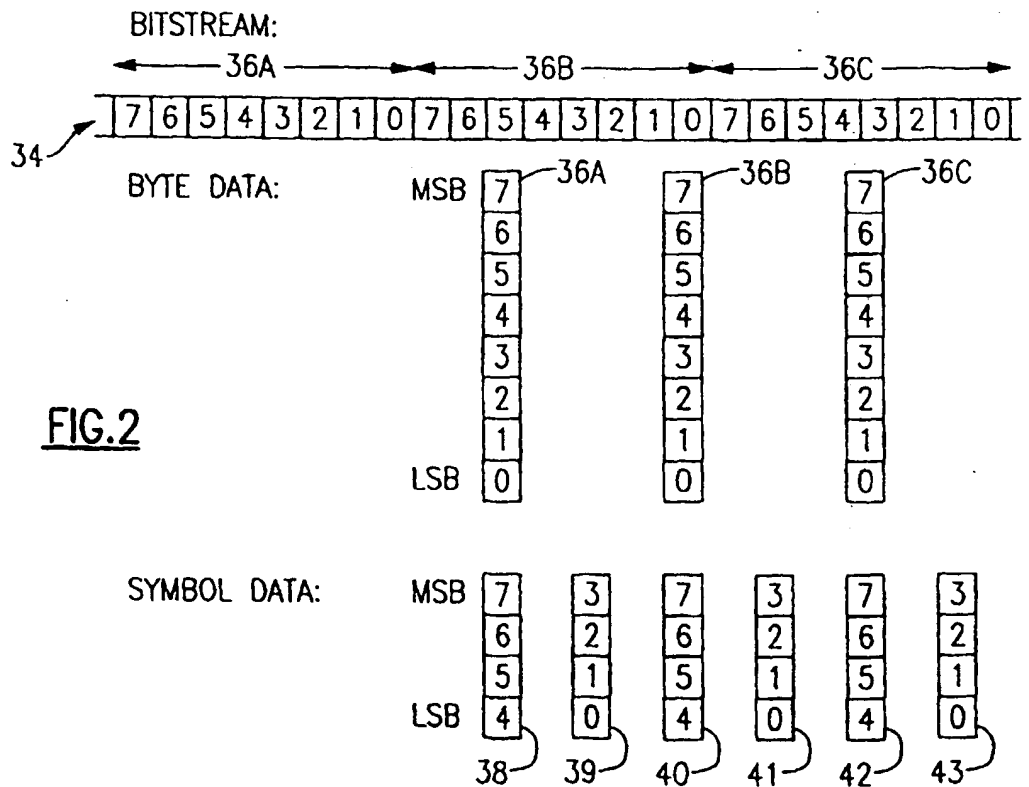 BITSTREAM:
36A 36B 36C
7 6 5 4 3 2 1 0 7 6 5 4 3 2 1 0 7 6 5 4 3 2 1 0
34
BYTE DATA: MSB 7 36A 7 36B 7 36C
6 6 6
5 5 5
4 4 4
3 3 3
2 2 2
FIG.2
1 1 1
LSB 0 0 0
SYMBOL DATA: MSB 7 3 7 3 7 3
6 2 6 2 6 2
5 1 5 1 5 1
LSB 4 0 4 0 4 0
38 39 40 41 42 43